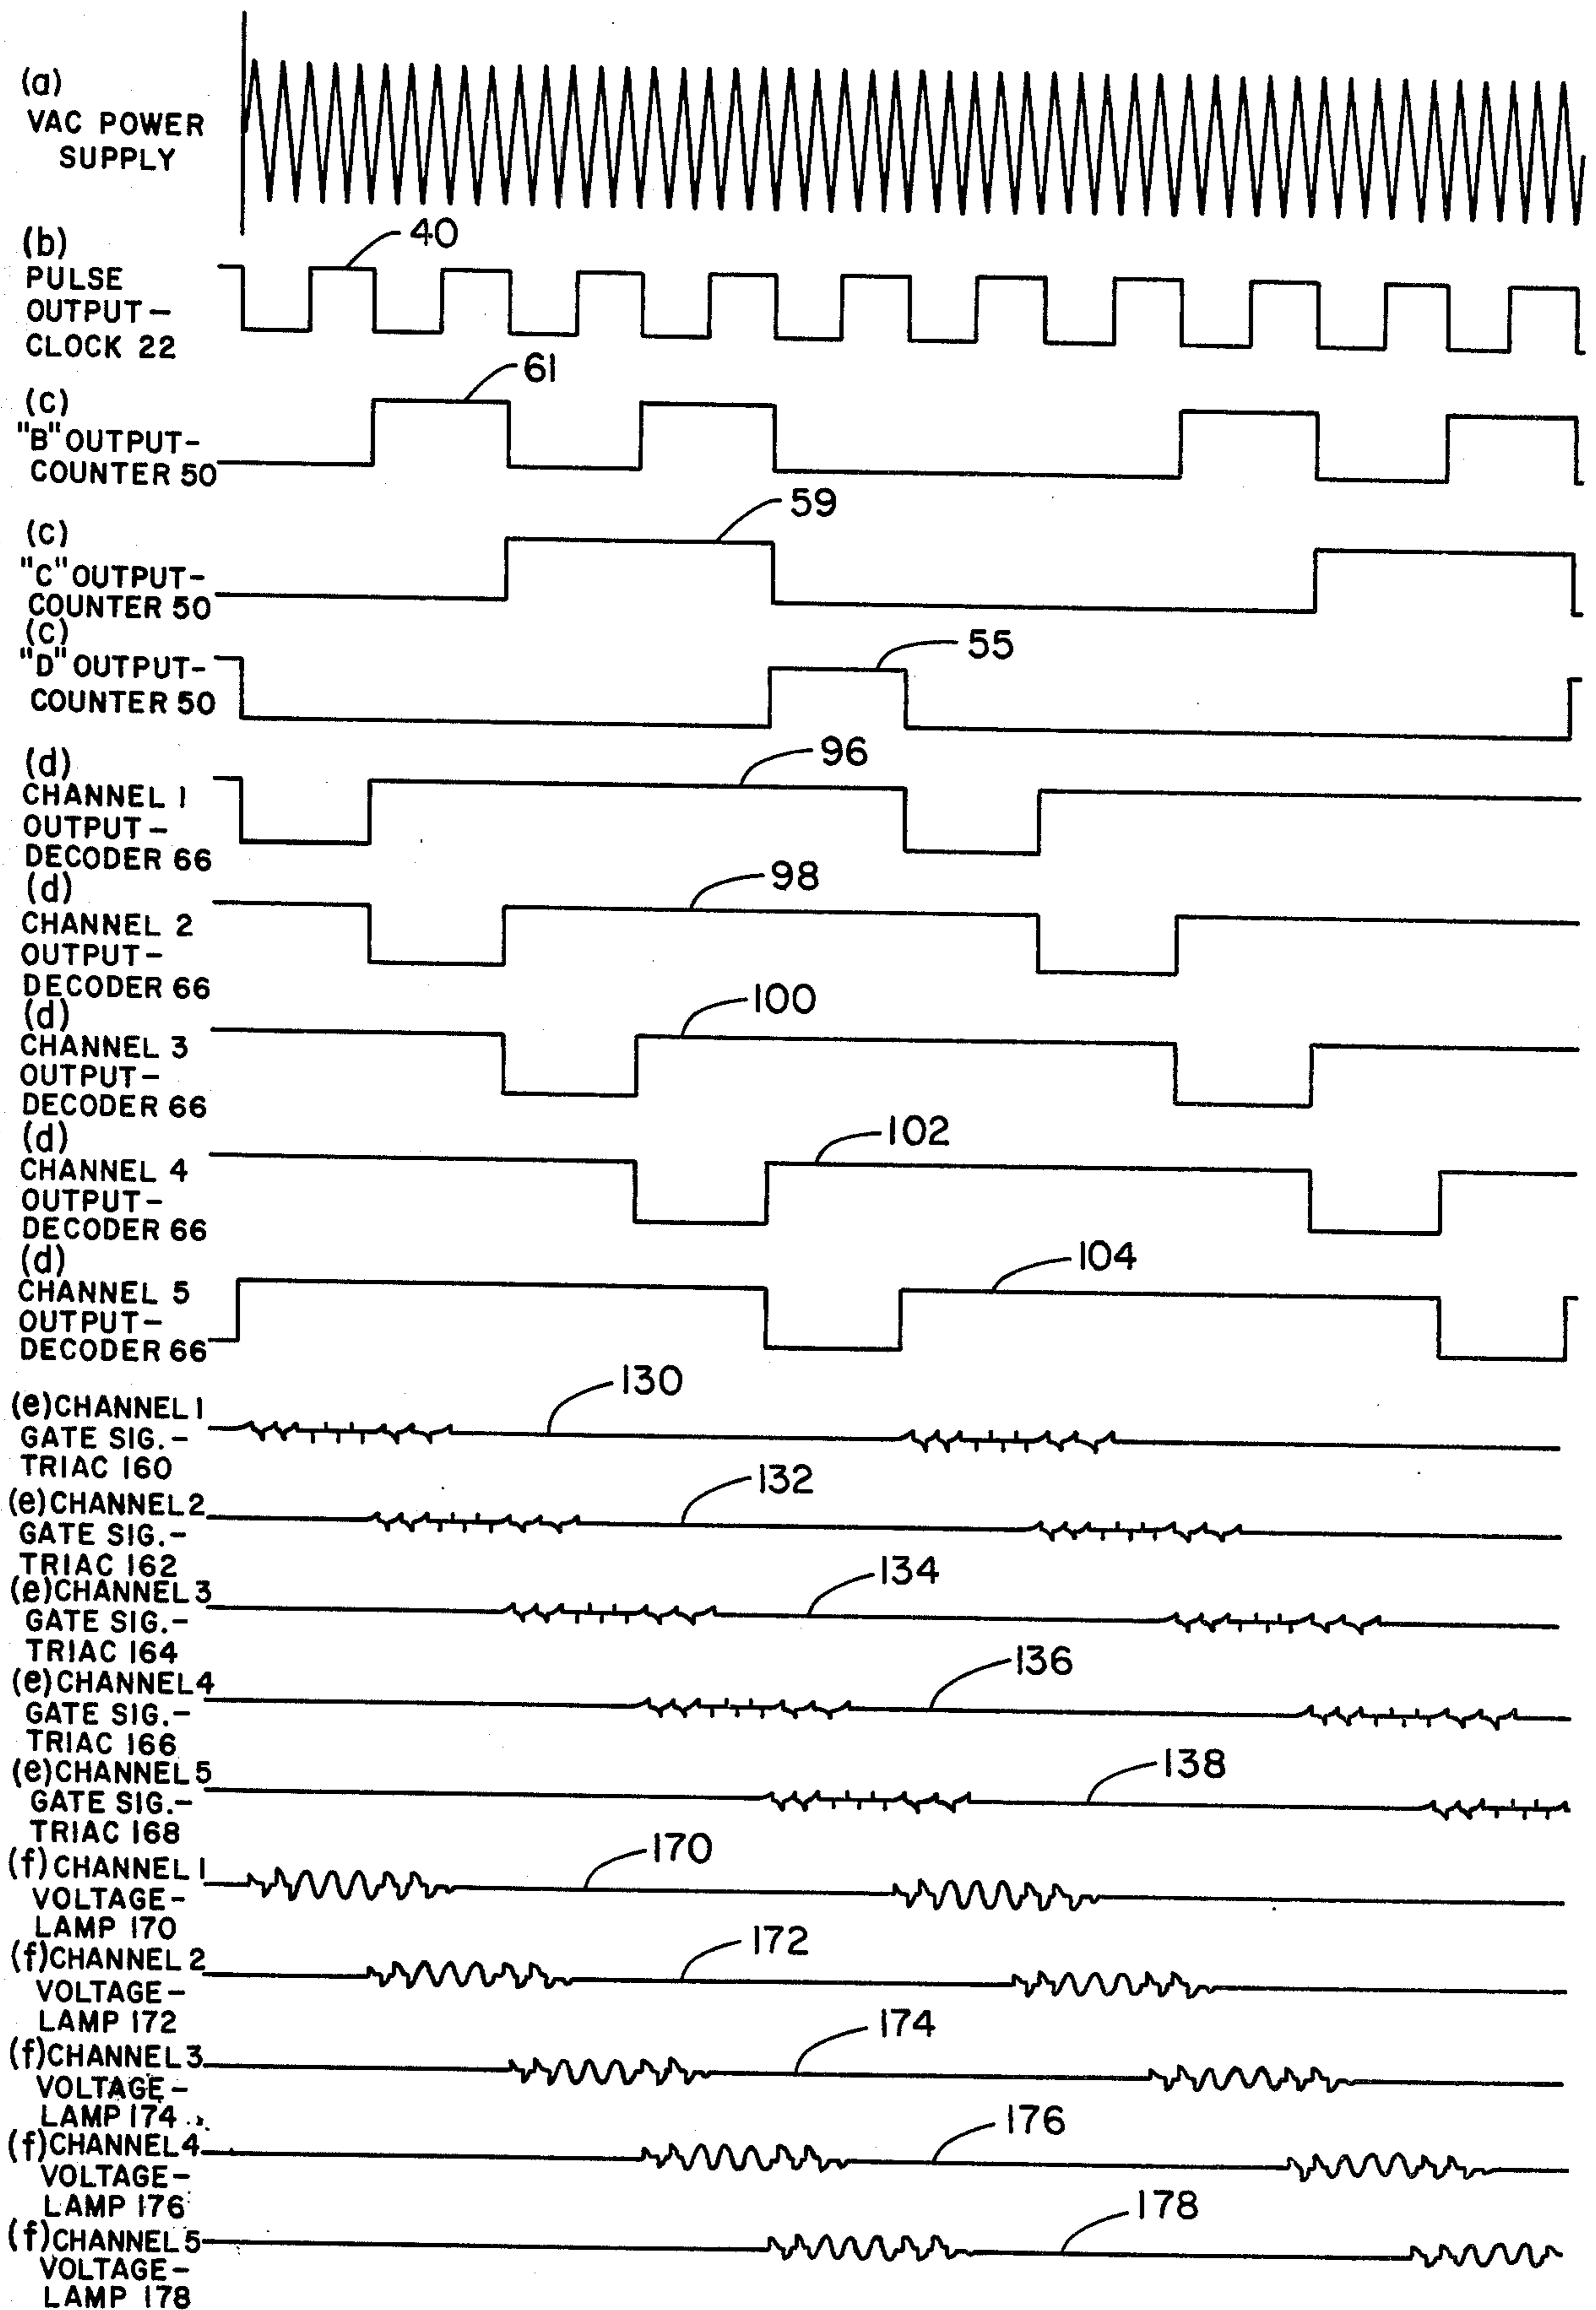 (a)
VAC POWER
SUPPLY
(b)
40
PULSE
OUTPUT-
CLOCK 22
61
(c)
"B" OUTPUT-
COUNTER 50
59
(c)
"C" OUTPUT-
COUNTER 50
(c)
55
"D" OUTPUT-
COUNTER 50
96
(d)
CHANNEL 1
OUTPUT-
DECODER 66
98
(d)
CHANNEL 2
OUTPUT-
DECODER 66
100
(d)
CHANNEL 3
OUTPUT-
DECODER 66
102
(d)
CHANNEL 4
OUTPUT-
DECODER 66
104
(d)
CHANNEL 5
OUTPUT-
DECODER 66
130
(e) CHANNEL 1
GATE SIG.-
TRIAC 160
132
(e) CHANNEL 2
GATE SIG.-
TRIAC 162
134
(e) CHANNEL 3
GATE SIG.-
TRIAC 164
136
(e) CHANNEL 4
GATE SIG.-
TRIAC 166
138
(e) CHANNEL 5
GATE SIG.-
TRIAC 168
170
(f) CHANNEL 1
VOLTAGE-
LAMP 170
172
(f) CHANNEL 2
VOLTAGE-
LAMP 172
174
(f) CHANNEL 3
VOLTAGE-
LAMP 174
176
(f) CHANNEL 4
VOLTAGE-
LAMP 176
178
(f) CHANNEL 5
VOLTAGE-
LAMP 178